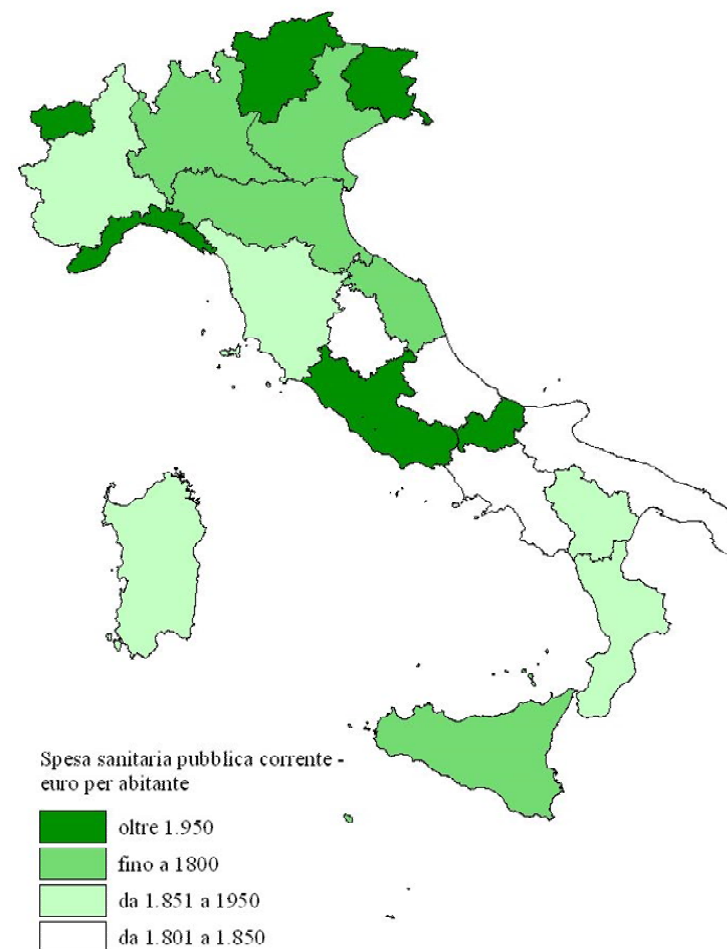 Spesa sanitaria pubblica corrente -
euro per abitante
oltre 1.950
fino a 1800
da 1.851 a 1950
da 1.801 a 1.850